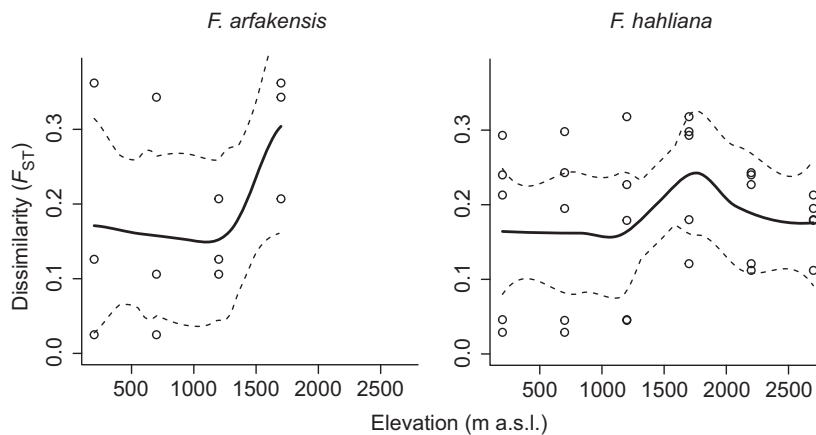 F. arfakensis
F. hahliana
Dissimilarity (FST)
0.0 0.1 0.2 0.3
500 1000 1500 2000 2500
0.0 0.1 0.2 0.3
500 1000 1500 2000 2500
Elevation (m a.s.l.)